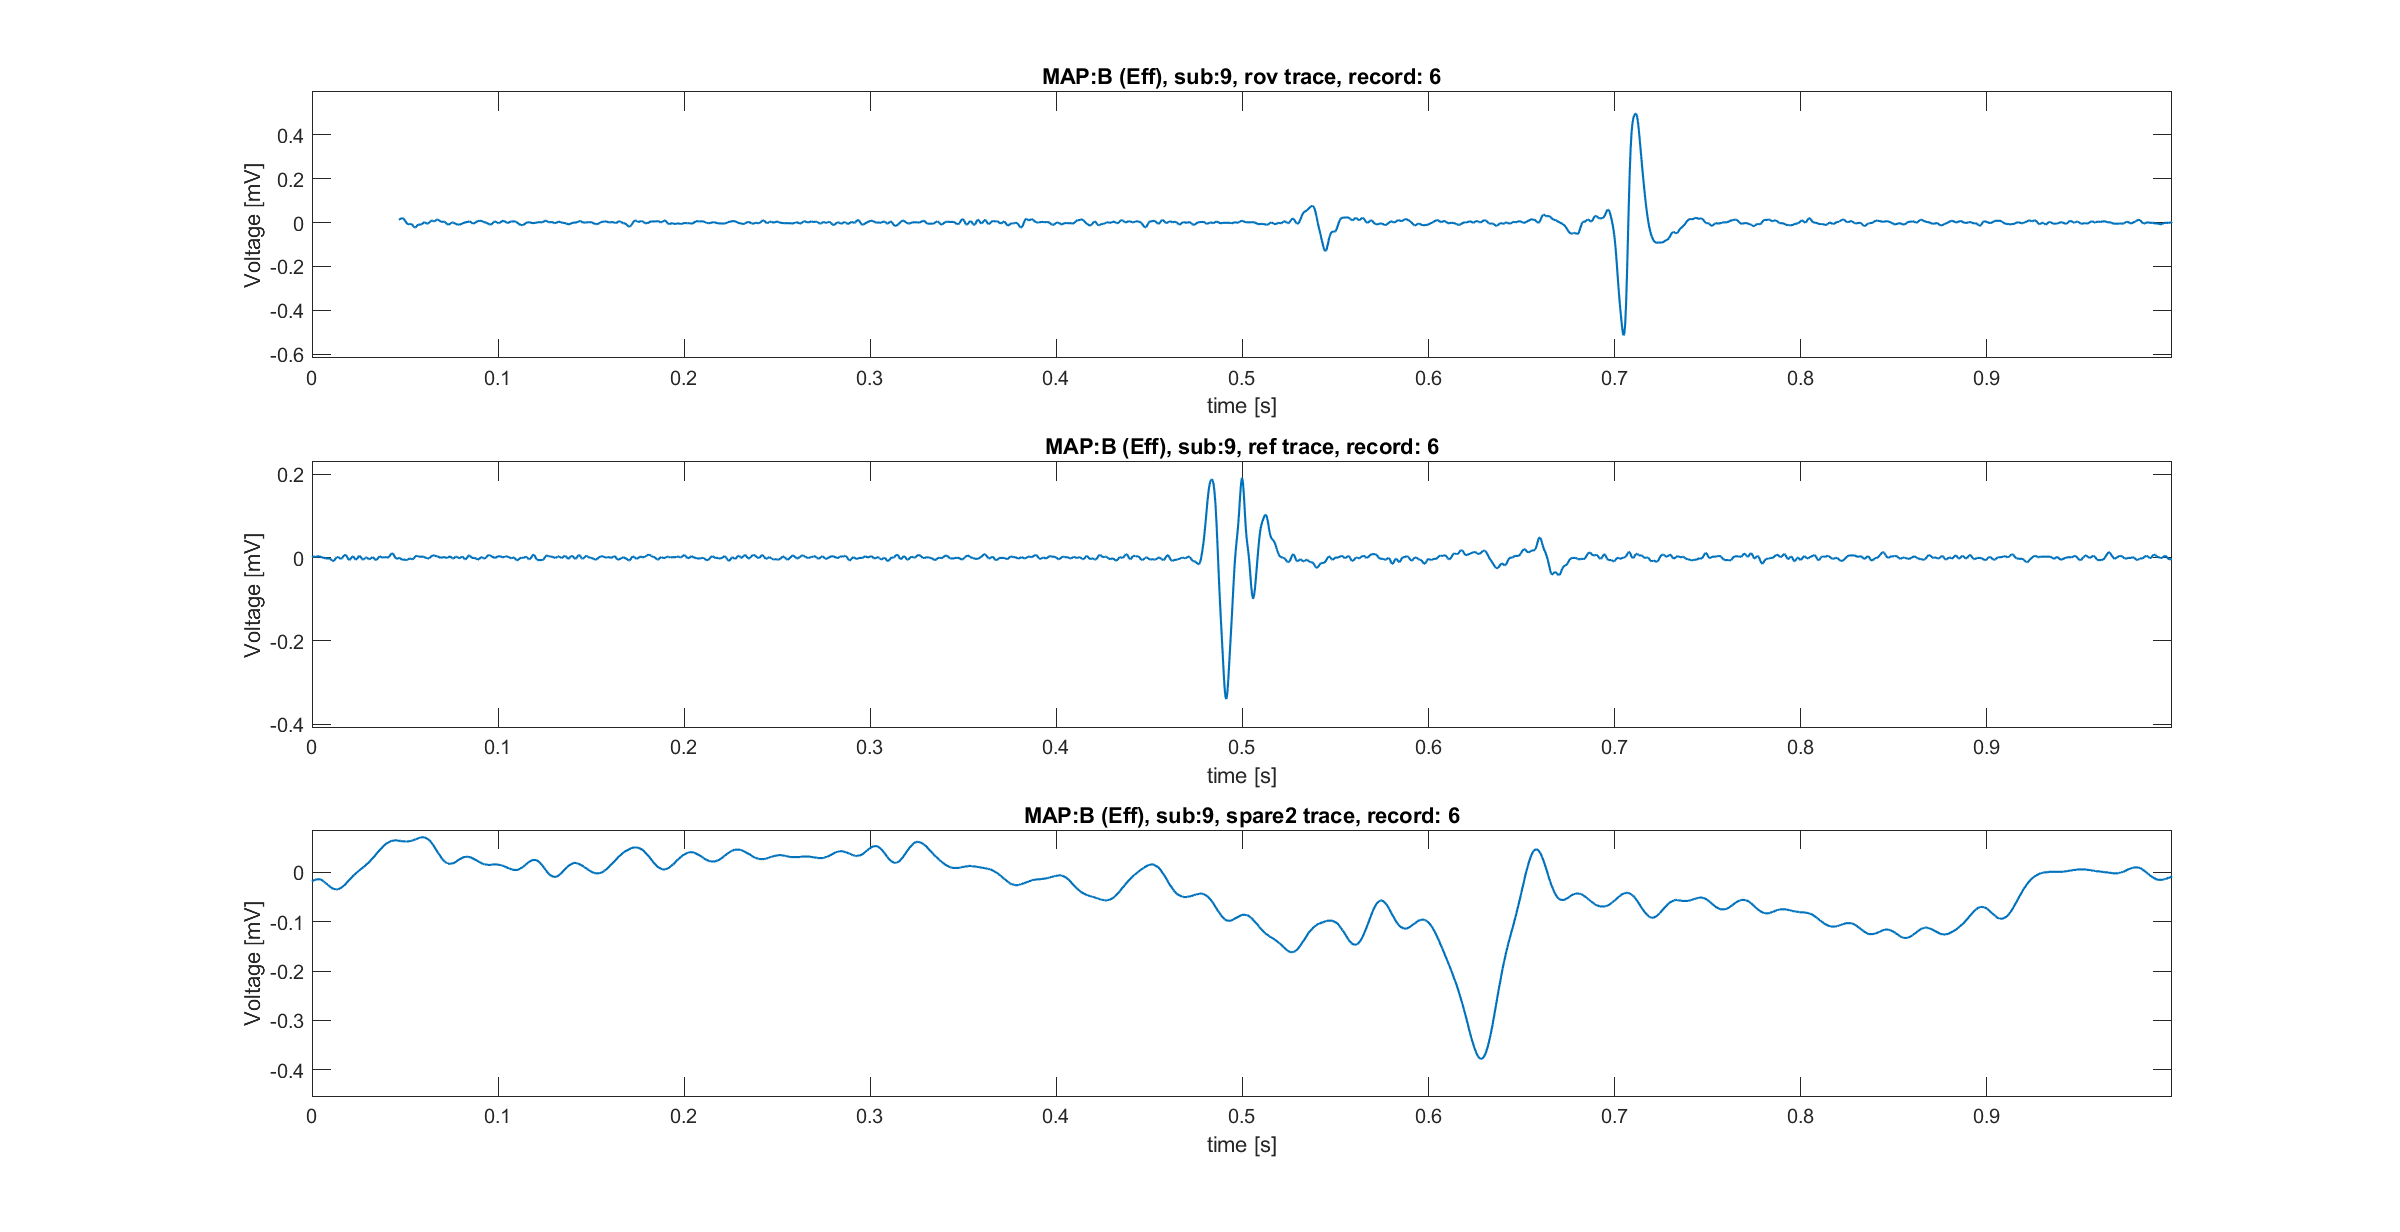 MAP:B (Eff), sub:9, rov trace, record: 6
Voltage [mV]
0.4
0.2
0
-0.2
-0.4
-0.6
0 0.1 0.2 0.3 0.4 0.5 0.6 0.7 0.8 0.9
time [s]
MAP:B (Eff), sub:9, ref trace, record: 6
Voltage [mV]
0.2
0
-0.2
-0.4
0 0.1 0.2 0.3 0.4 0.5 0.6 0.7 0.8 0.9
time [s]
MAP:B (Eff), sub:9, spare2 trace, record: 6
Voltage [mV]
0
-0.1
-0.2
-0.3
-0.4
0 0.1 0.2 0.3 0.4 0.5 0.6 0.7 0.8 0.9
time [s]